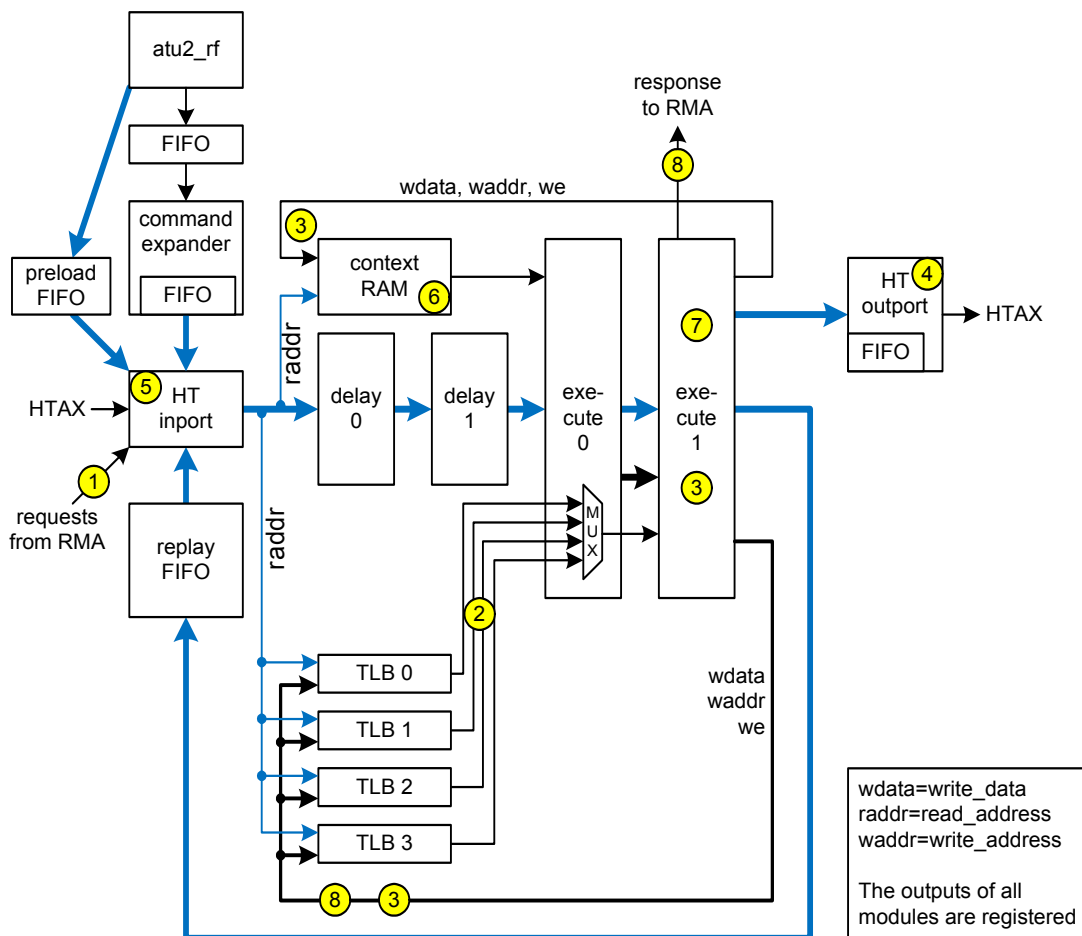 atu2_rf
FIFO
command
expander
FIFO
preload
FIFO
response
to RMA
8
wdata, waddr, we
3
context
RAM
6
raddr
HTAX
5
HT
inport
1
requests
from RMA
delay
0
delay
1
exe-
cute
0
7
exe-
cute
1
3
4
HT
outport
FIFO
HTAX
M
U
X
replay
FIFO
raddr
2
TLB 0
TLB 1
TLB 2
TLB 3
wdata
waddr
we
8
3
wdata=write_data
raddr=read_address
waddr=write_address
The outputs of all
modules are registered